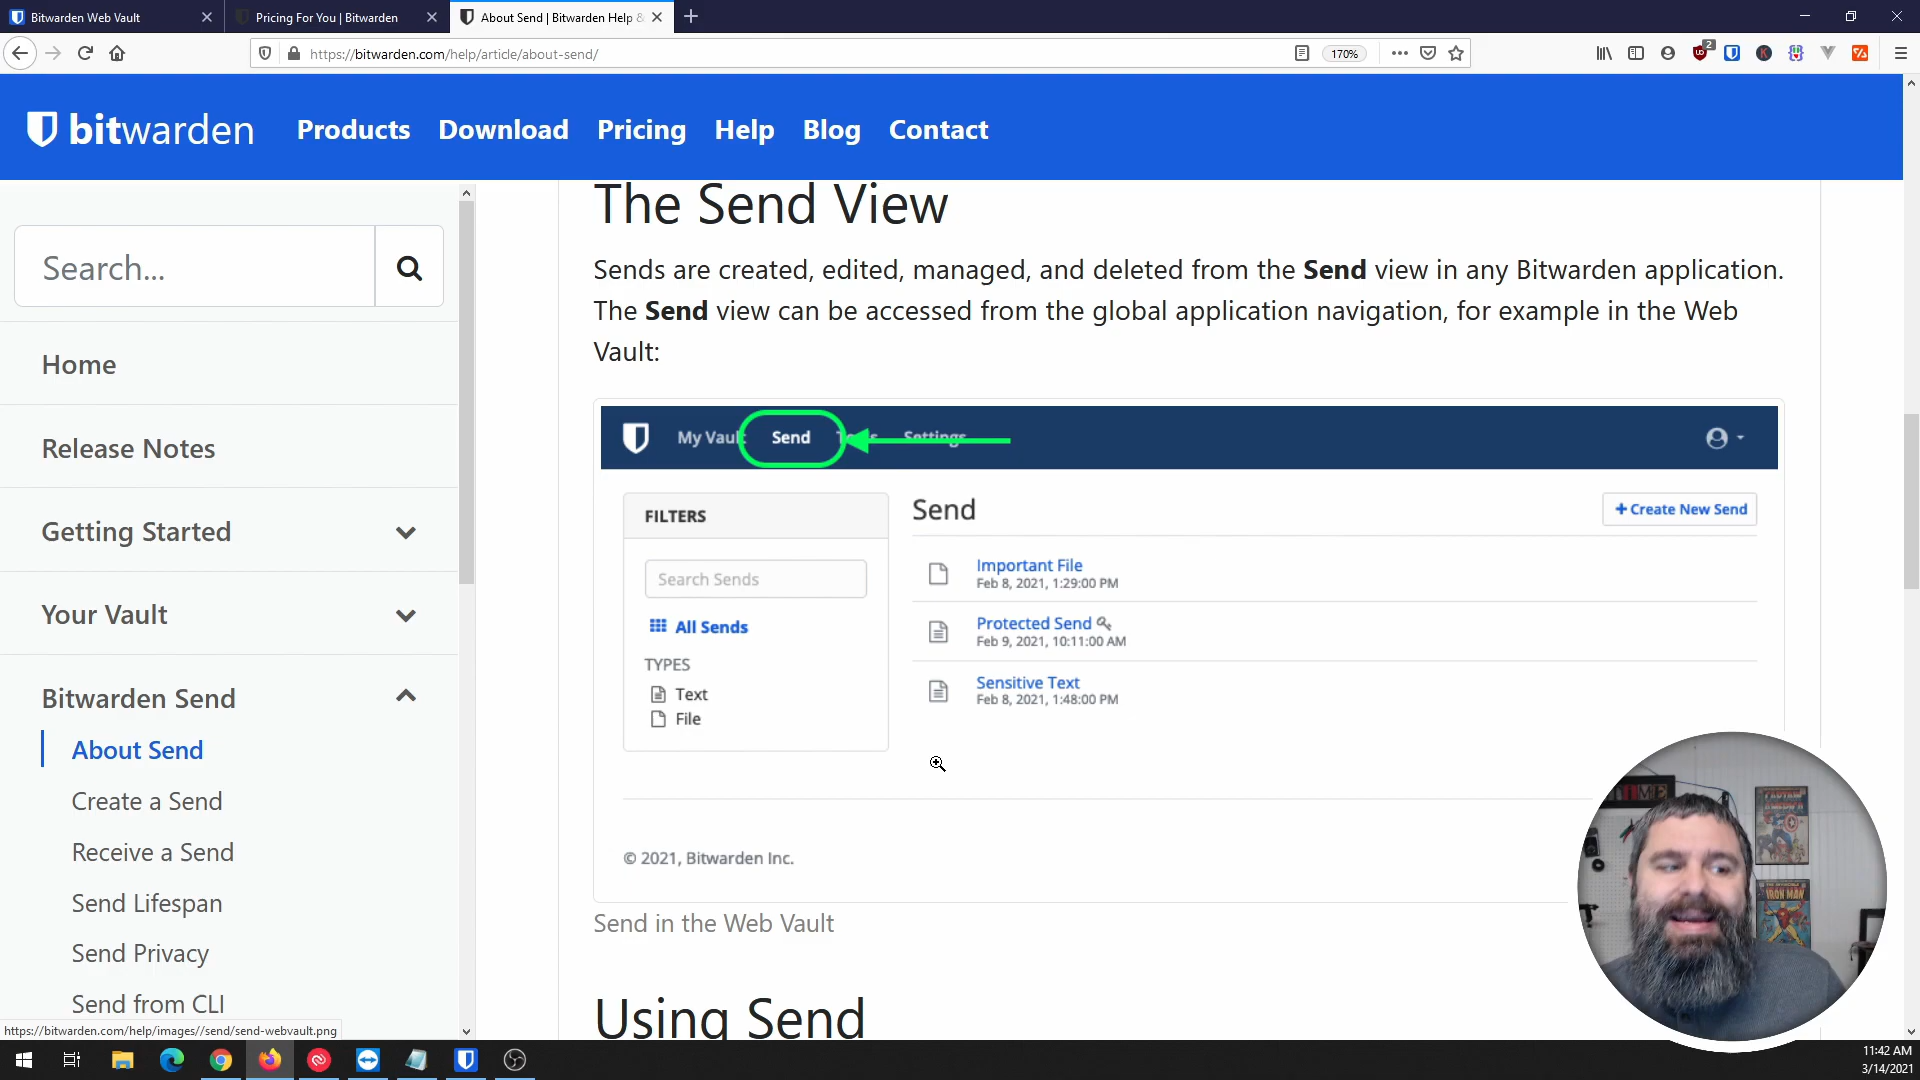 Bitwarden Web Vault
Pricing For You | Bitwarden
About Send | Bitwarden Help &
https://bitwarden.com/help/article/about-send/
170%
2
bitwarden
Products
Download
Pricing
Help
Blog
Contact
Search...
Home
Release Notes
Getting Started
Your Vault
Bitwarden Send
About Send
Create a Send
Receive a Send
Send Lifespan
Send Privacy
Send from CLI
https://bitwarden.com/help/images//send/send-webvault.png
The Send View
Sends are created, edited, managed, and deleted from the Send view in any Bitwarden application.
The Send view can be accessed from the global application navigation, for example in the Web
Vault:
My Vault
Send
Tools
Settings
FILTERS
Search Sends
All Sends
TYPES
Text
File
Send
+ Create New Send
Important File
Feb 8, 2021, 1:29:00 PM
Protected Send
Feb 9, 2021, 10:11:00 AM
Sensitive Text
Feb 8, 2021, 1:48:00 PM
© 2021, Bitwarden Inc.
Send in the Web Vault
Using Send
CAPTAIN AMERICA
IRON MAN
11:42 AM
3/14/2021